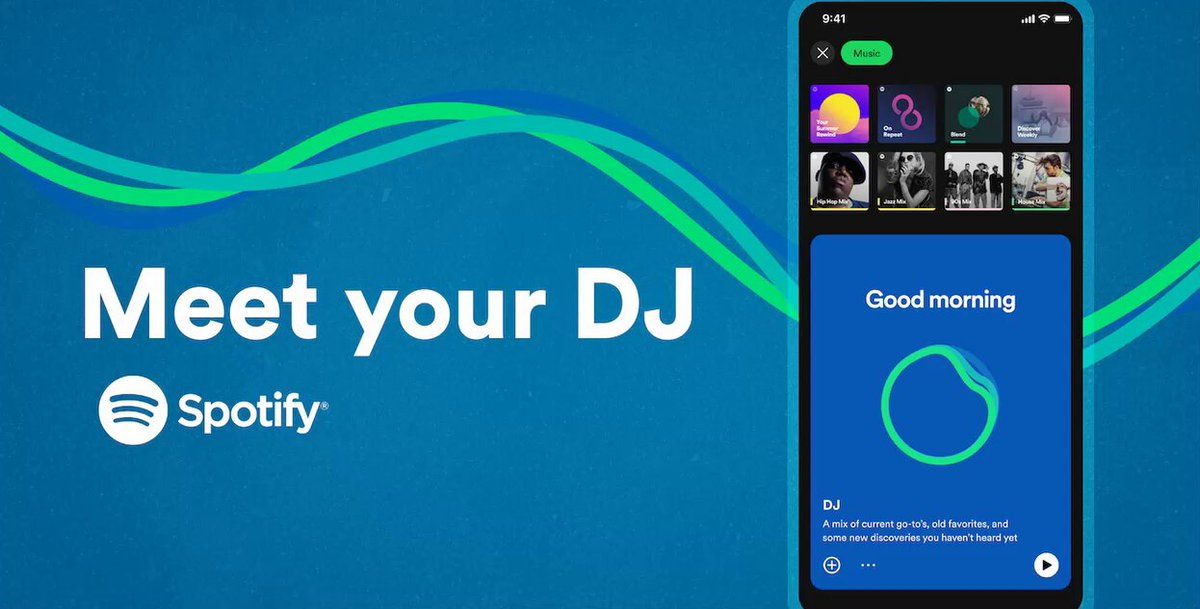 Meet your DJ
Spotify®
9:41
Music
Your
Summer
Rewind
On
Repeat
Blend
Discover
Weekly
Hip Hop Mix
Jazz Mix
90s Mix
House Mix
Good morning
DJ
A mix of current go-to's, old favorites, and
some new discoveries you haven't heard yet